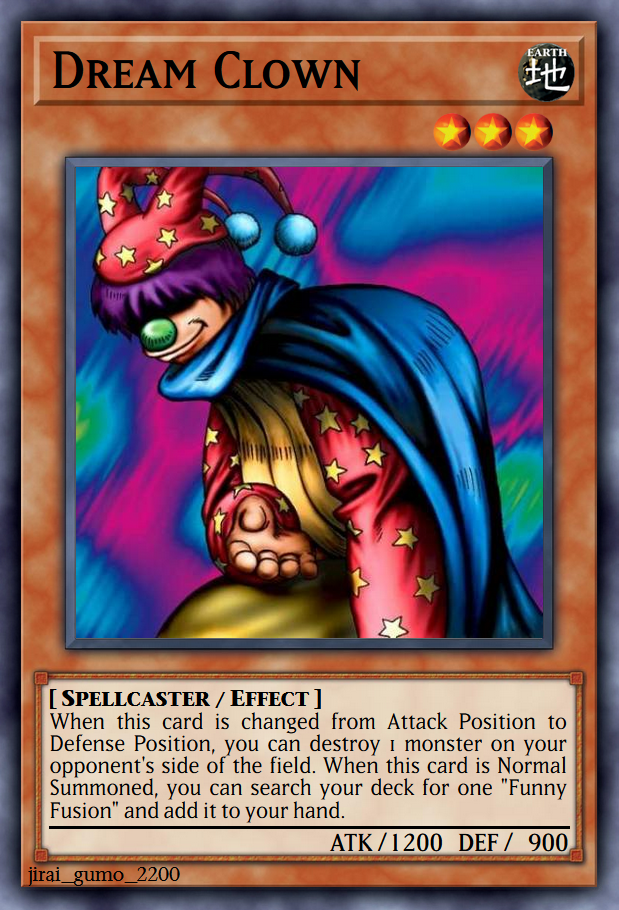 Dream Clown
EARTH
地
[ Spellcaster / Effect ]
When this card is changed from Attack Position to
Defense Position, you can destroy 1 monster on your
opponent's side of the field. When this card is Normal
Summoned, you can search your deck for one "Funny
Fusion" and add it to your hand.
ATK / 1200 DEF / 900
jirai_gumo_2200